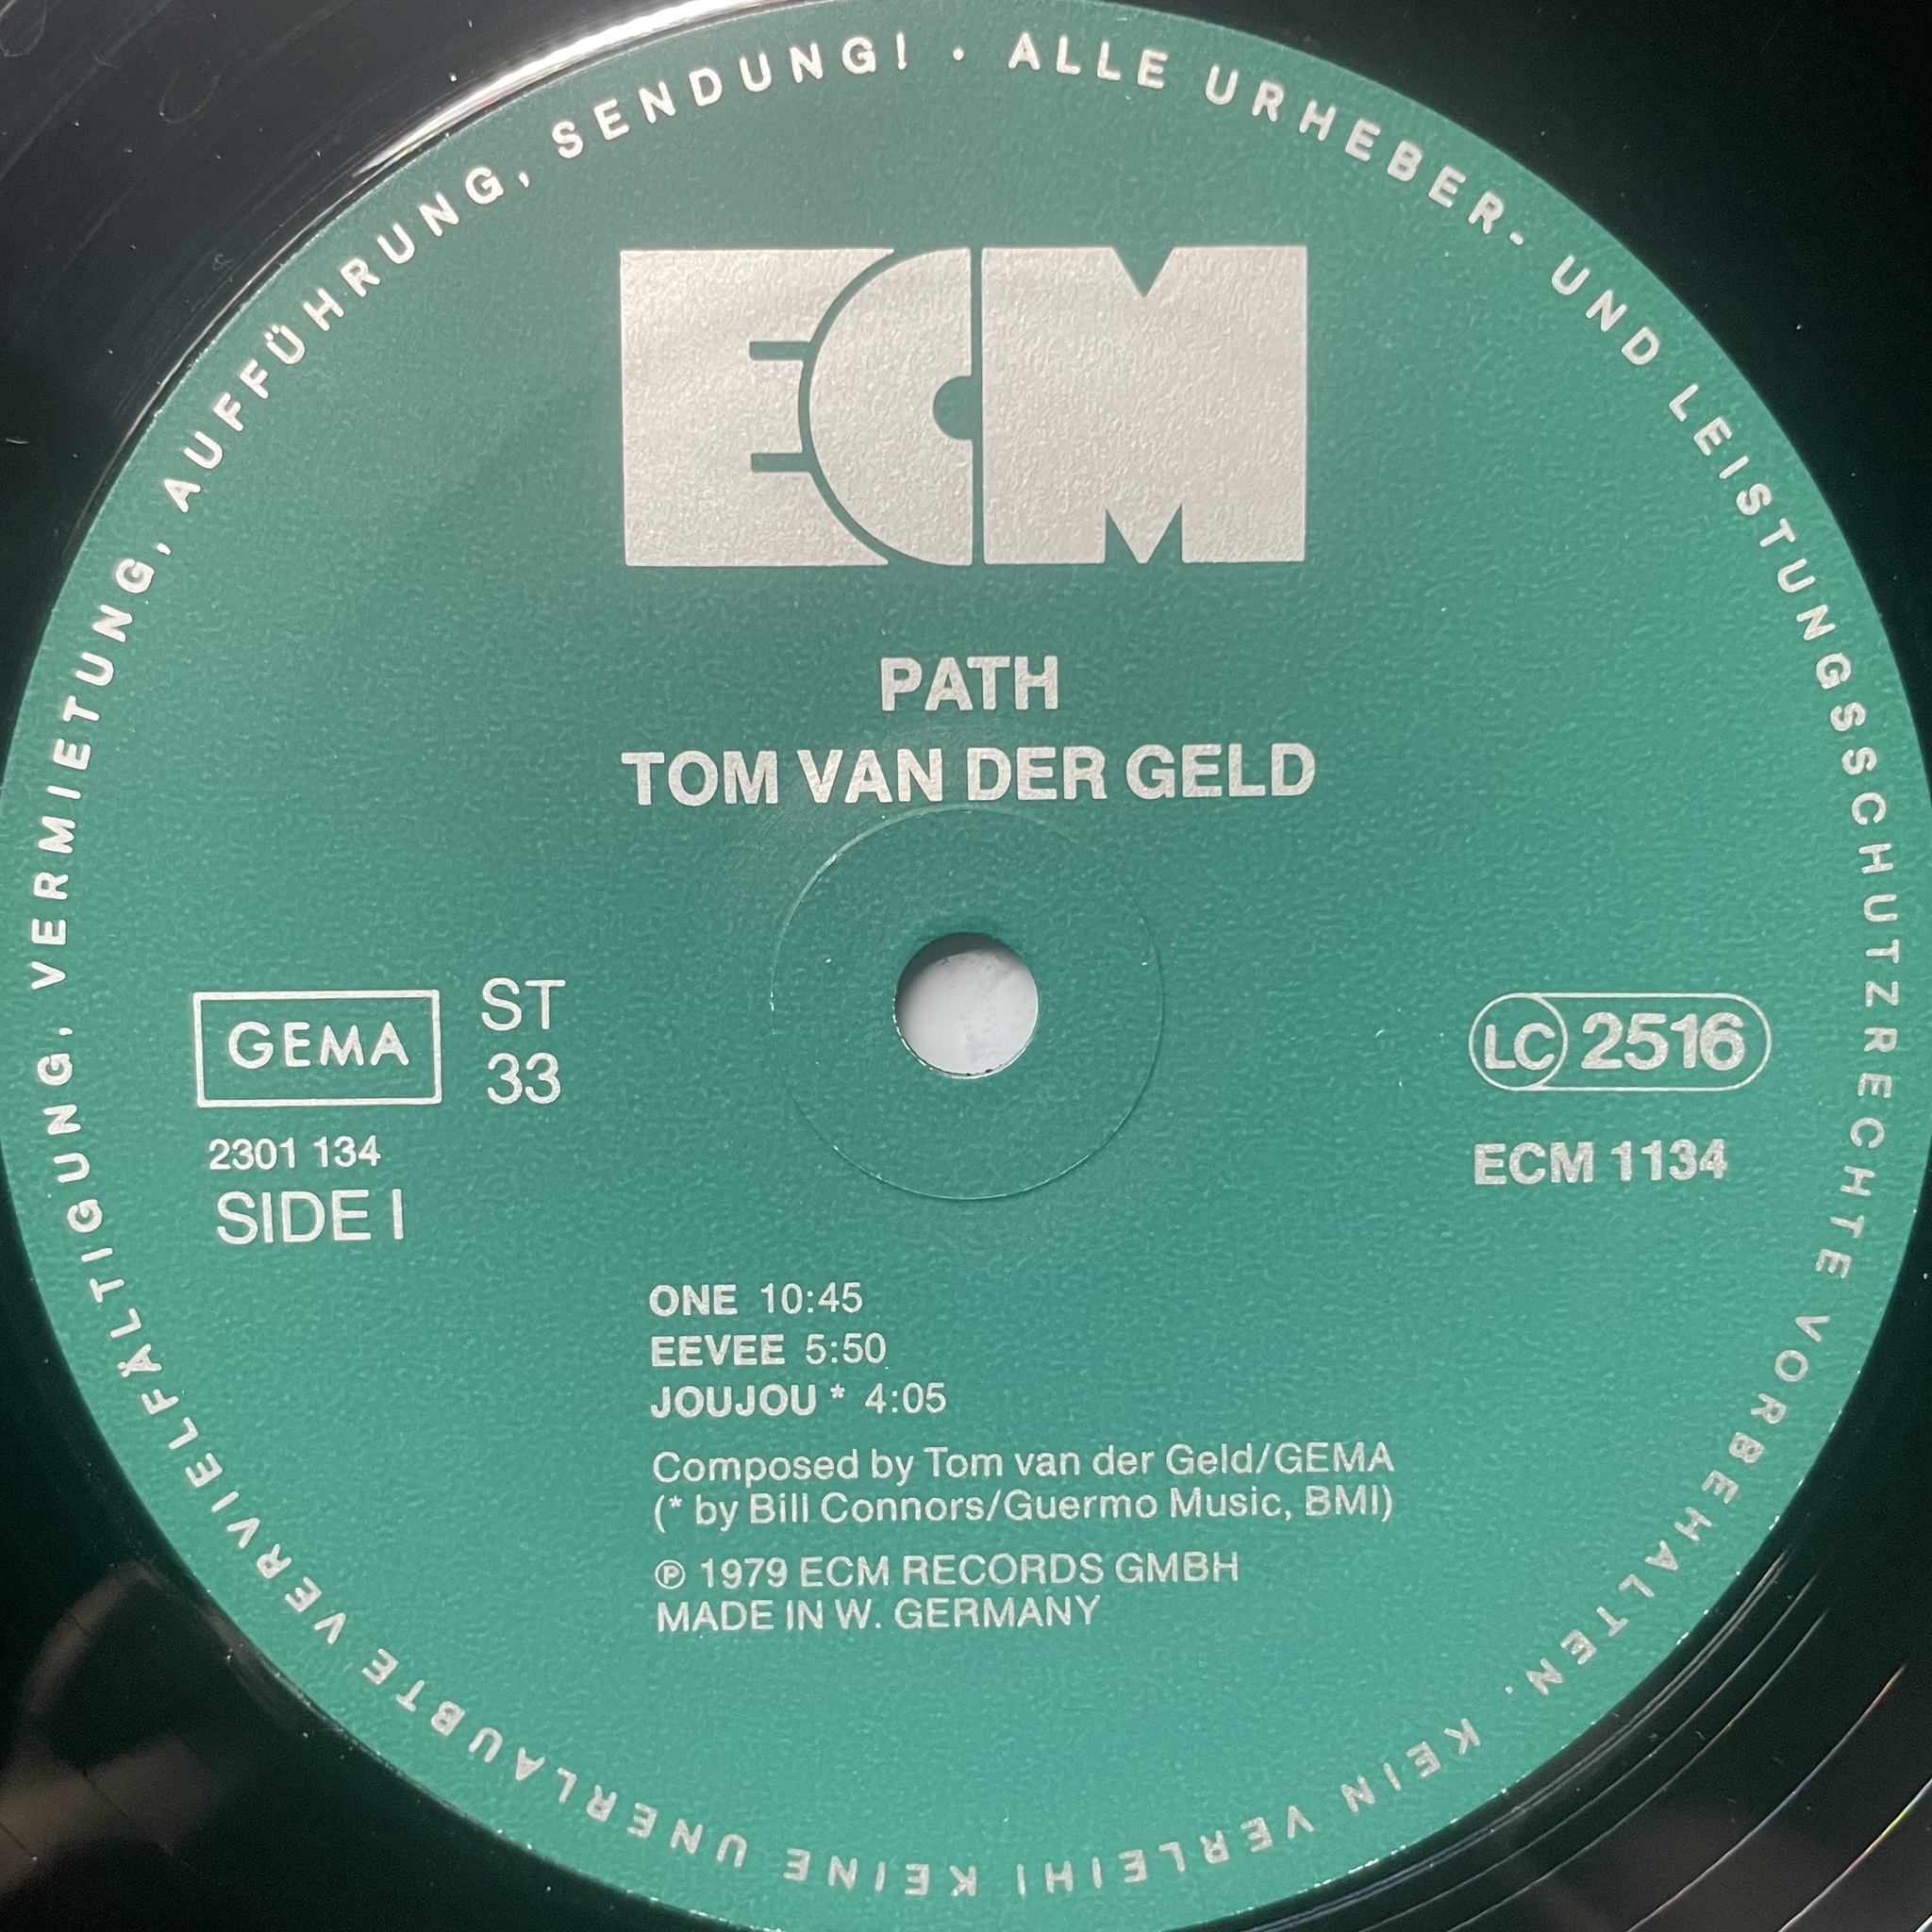 ALLE URHEBER- UND LEISTUNGSSCHUTZRECHTE VORBEHALTEN. KEIN VERLEIH! KEINE UNERLAUBTE VERVIELFÄLTIGUNG, VERMIETUNG, AUFFÜHRUNG, SENDUNG! •
ECM
PATH
TOM VAN DER GELD
GEMA
ST
33
2301 134
SIDE I
LC 2516
ECM 1134
ONE 10:45
EEVEE 5:50
JOUJOU * 4:05
Composed by Tom van der Geld/GEMA
(* by Bill Connors/Guermo Music, BMI)
℗ 1979 ECM RECORDS GMBH
MADE IN W. GERMANY